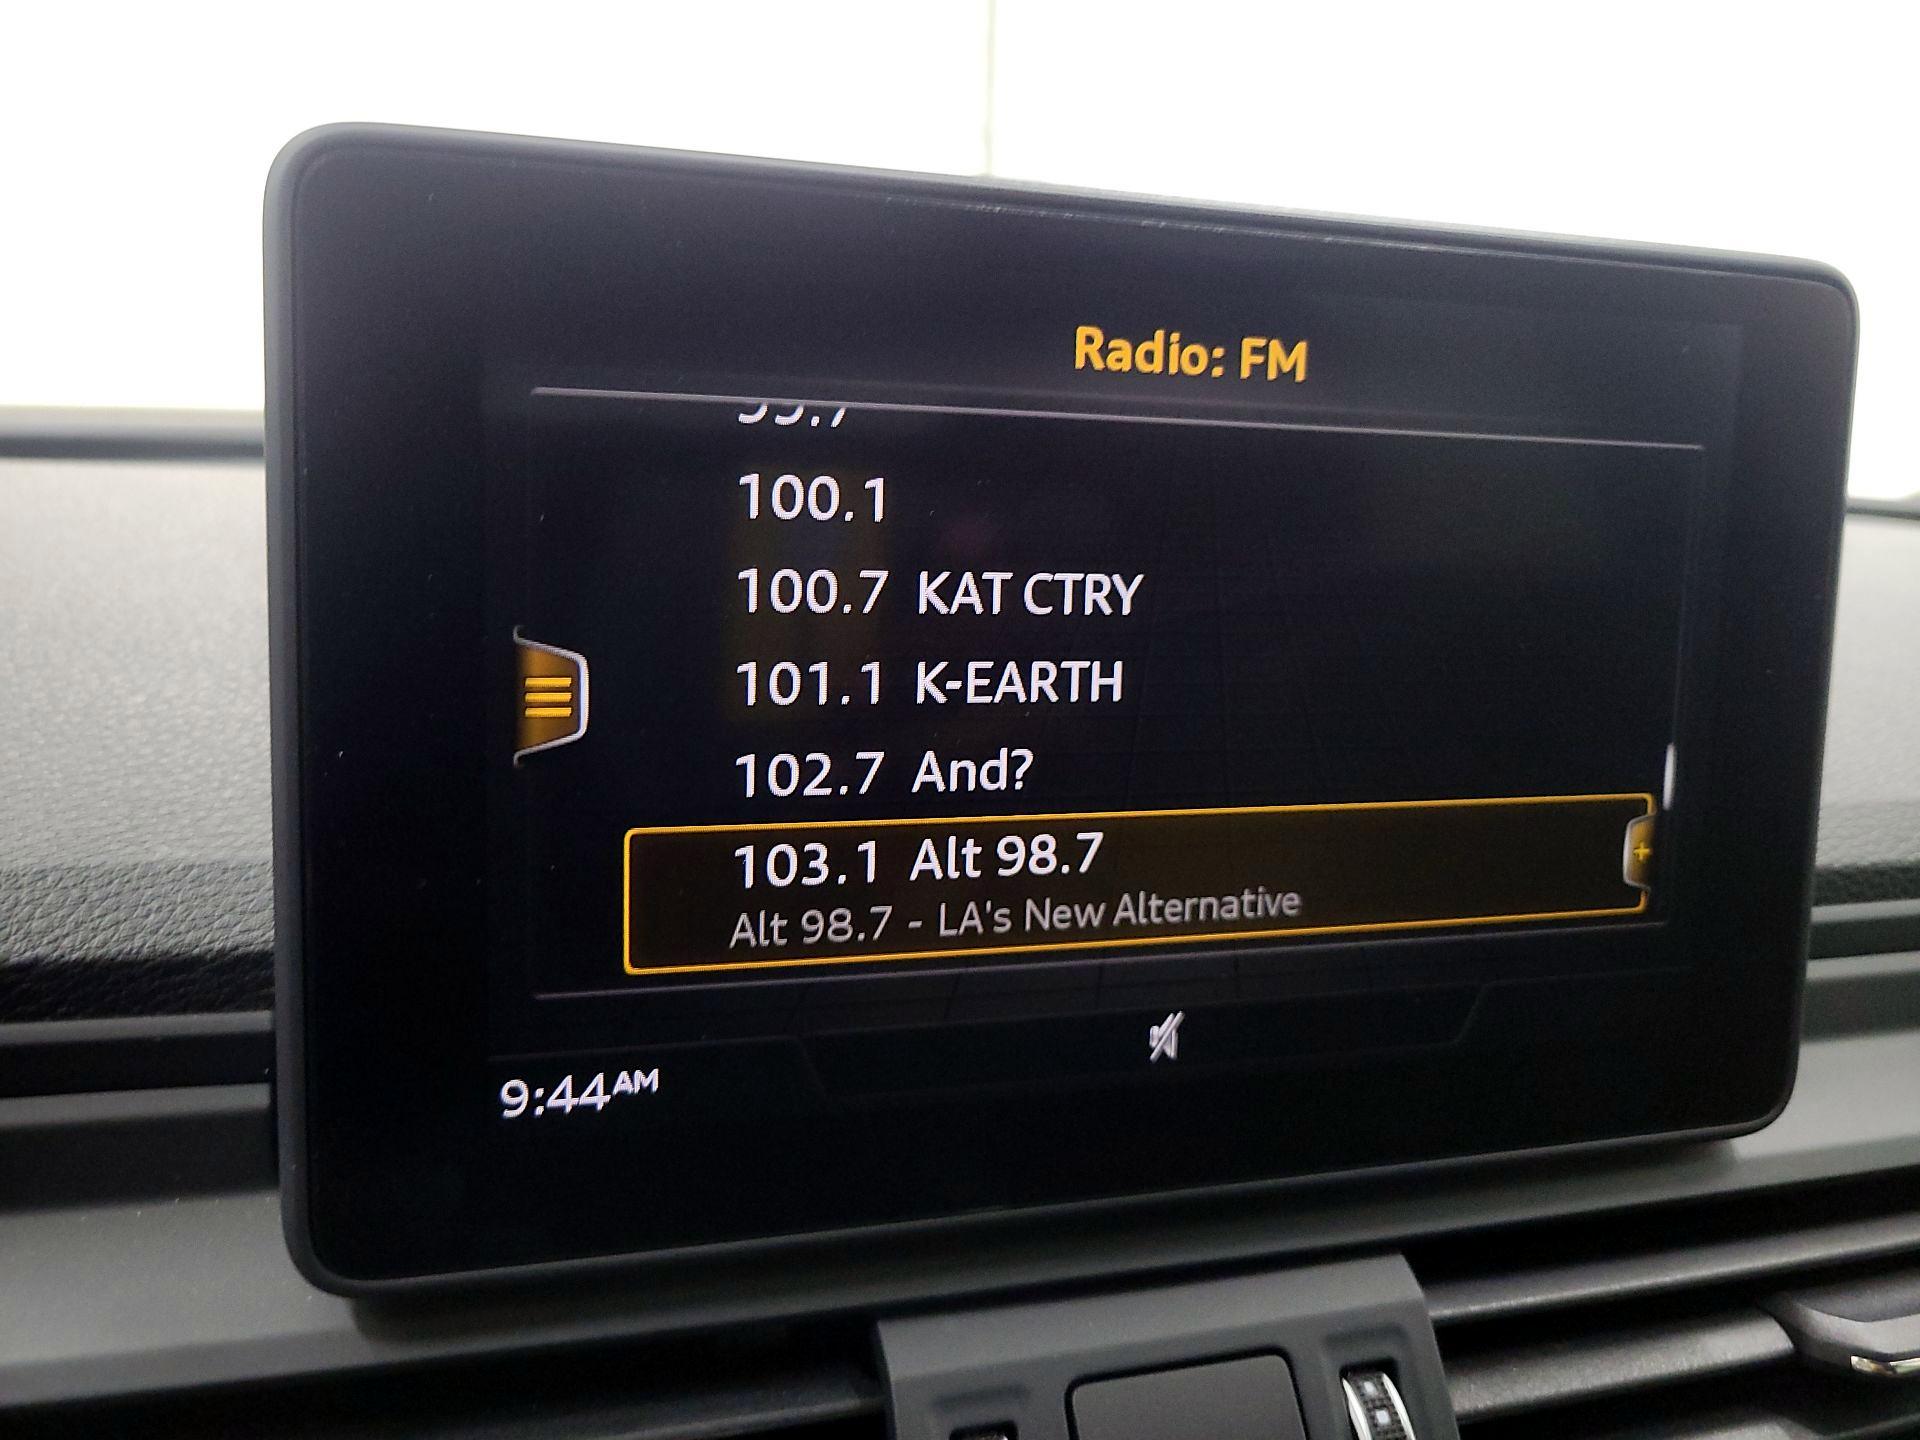 Radio: FM
100.1
100.7 KAT CTRY
101.1 K-EARTH
102.7 And?
103.1 Alt 98.7
Alt 98.7 - LA's New Alternative
9:44AM